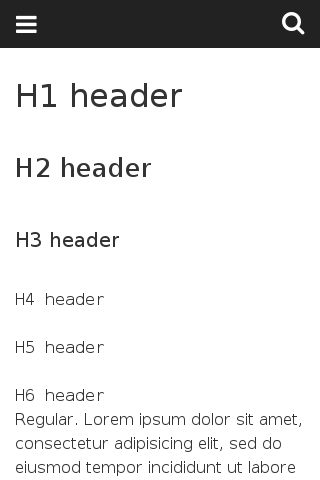 H1 header
H2 header
H3 header
H4 header
H5 header
H6 header
Regular. Lorem ipsum dolor sit amet,
consectetur adipisicing elit, sed do
eiusmod tempor incididunt ut labore